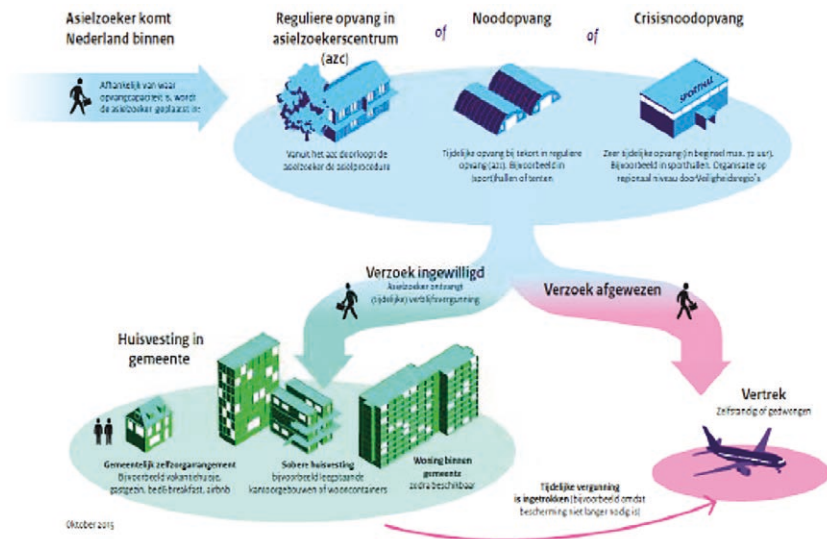 Asielzoeker komt
Nederland binnen
Afhankelijk van waar
opvangcapaciteit is, wordt
de asielzoeker geplaatst in:
Reguliere opvang in
asielzoekerscentrum
(azc)
Vanuit het azc doorloopt de
asielzoeker de asielprocedure
of
Noodopvang
Tijdelijke opvang bij tekort in reguliere
opvang (azc). Bijvoorbeeld in
(sport)hallen of tenten
of
Crisisnoodopvang
SPORTHAL
Zeer tijdelijke opvang (in beginsel max. 72 uur).
Bijvoorbeeld in sporthallen. Organisatie op
regionaal niveau door Veiligheidsregio's
Verzoek ingewilligd
Asielzoeker ontvangt
(tijdelijke) verblijfsvergunning
Verzoek afgewezen
Huisvesting in
gemeente
Gemeentelijk zelfzorgarrangement
Bijvoorbeeld vakantiehuisje,
gastgezin, bed&breakfast, airbnb
Sobere huisvesting
bijvoorbeeld leegstaande
kantoorgebouwen of wooncontainers
Woning binnen
gemeente
zodra beschikbaar
Vertrek
Zelfstandig of gedwongen
Tijdelijke vergunning
is ingetrokken (bijvoorbeeld omdat
bescherming niet langer nodig is)
Oktober 2015